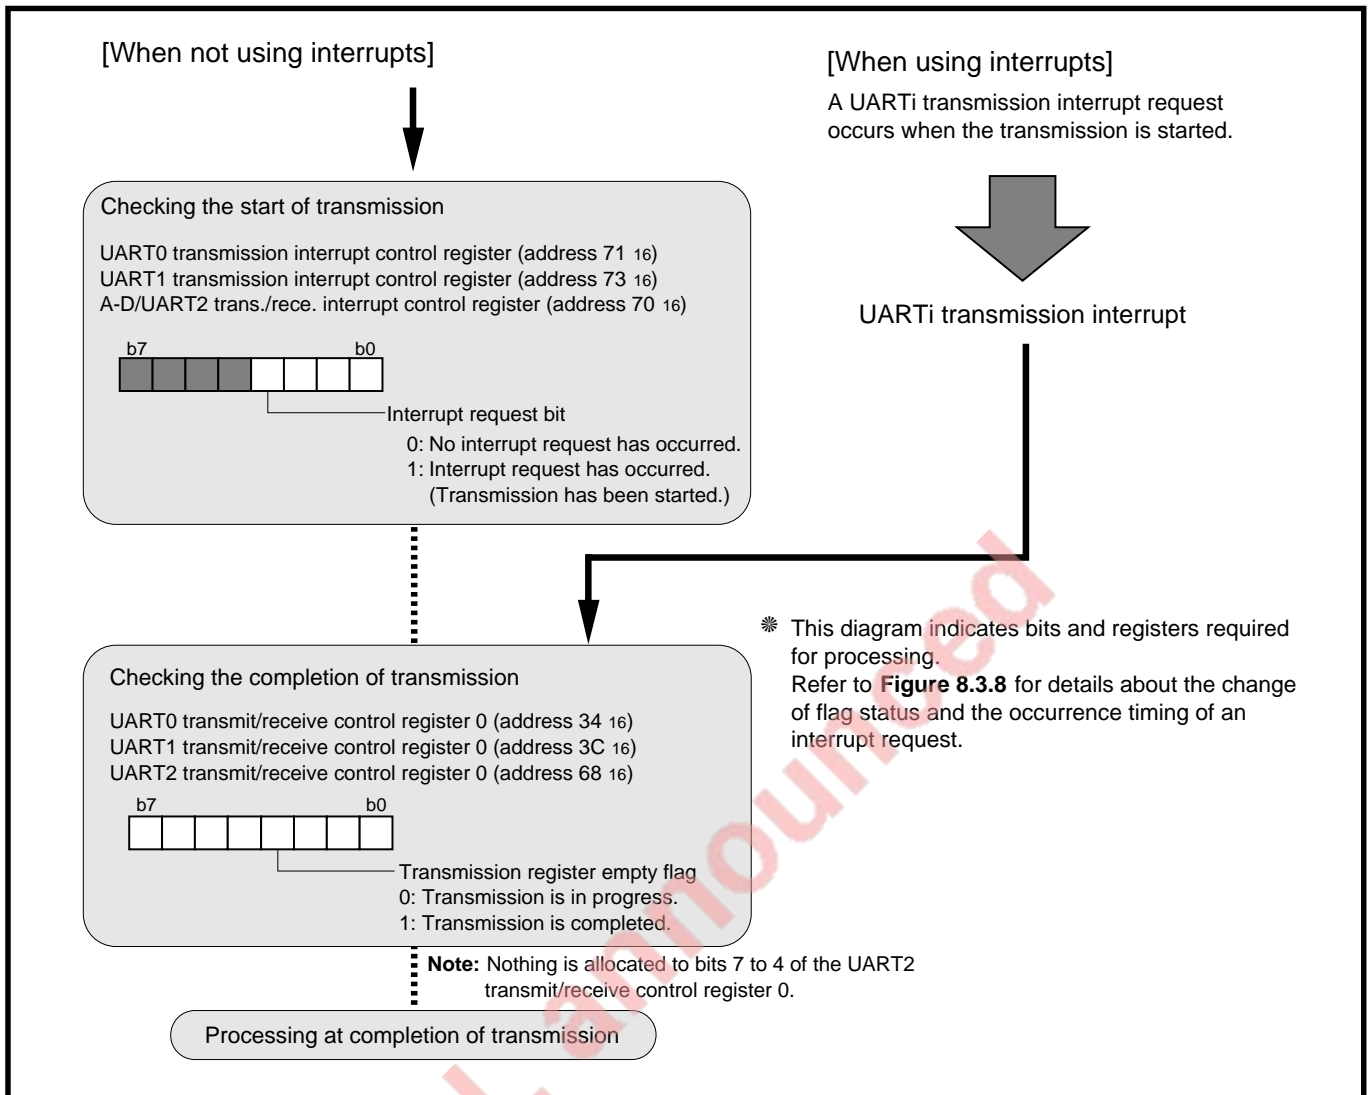 [When not using interrupts]
[When using interrupts]
A UARTi transmission interrupt request
occurs when the transmission is started.
Checking the start of transmission
UART0 transmission interrupt control register (address 71 16)
UART1 transmission interrupt control register (address 73 16)
A-D/UART2 trans./rece. interrupt control register (address 70 16)
b7 b0
Interrupt request bit
0: No interrupt request has occurred.
1: Interrupt request has occurred.
(Transmission has been started.)
UARTi transmission interrupt
Checking the completion of transmission
UART0 transmit/receive control register 0 (address 34 16)
UART1 transmit/receive control register 0 (address 3C 16)
UART2 transmit/receive control register 0 (address 68 16)
b7 b0
Transmission register empty flag
0: Transmission is in progress.
1: Transmission is completed.
※ This diagram indicates bits and registers required
for processing.
Refer to Figure 8.3.8 for details about the change
of flag status and the occurrence timing of an
interrupt request.
Note: Nothing is allocated to bits 7 to 4 of the UART2
transmit/receive control register 0.
Processing at completion of transmission
announced